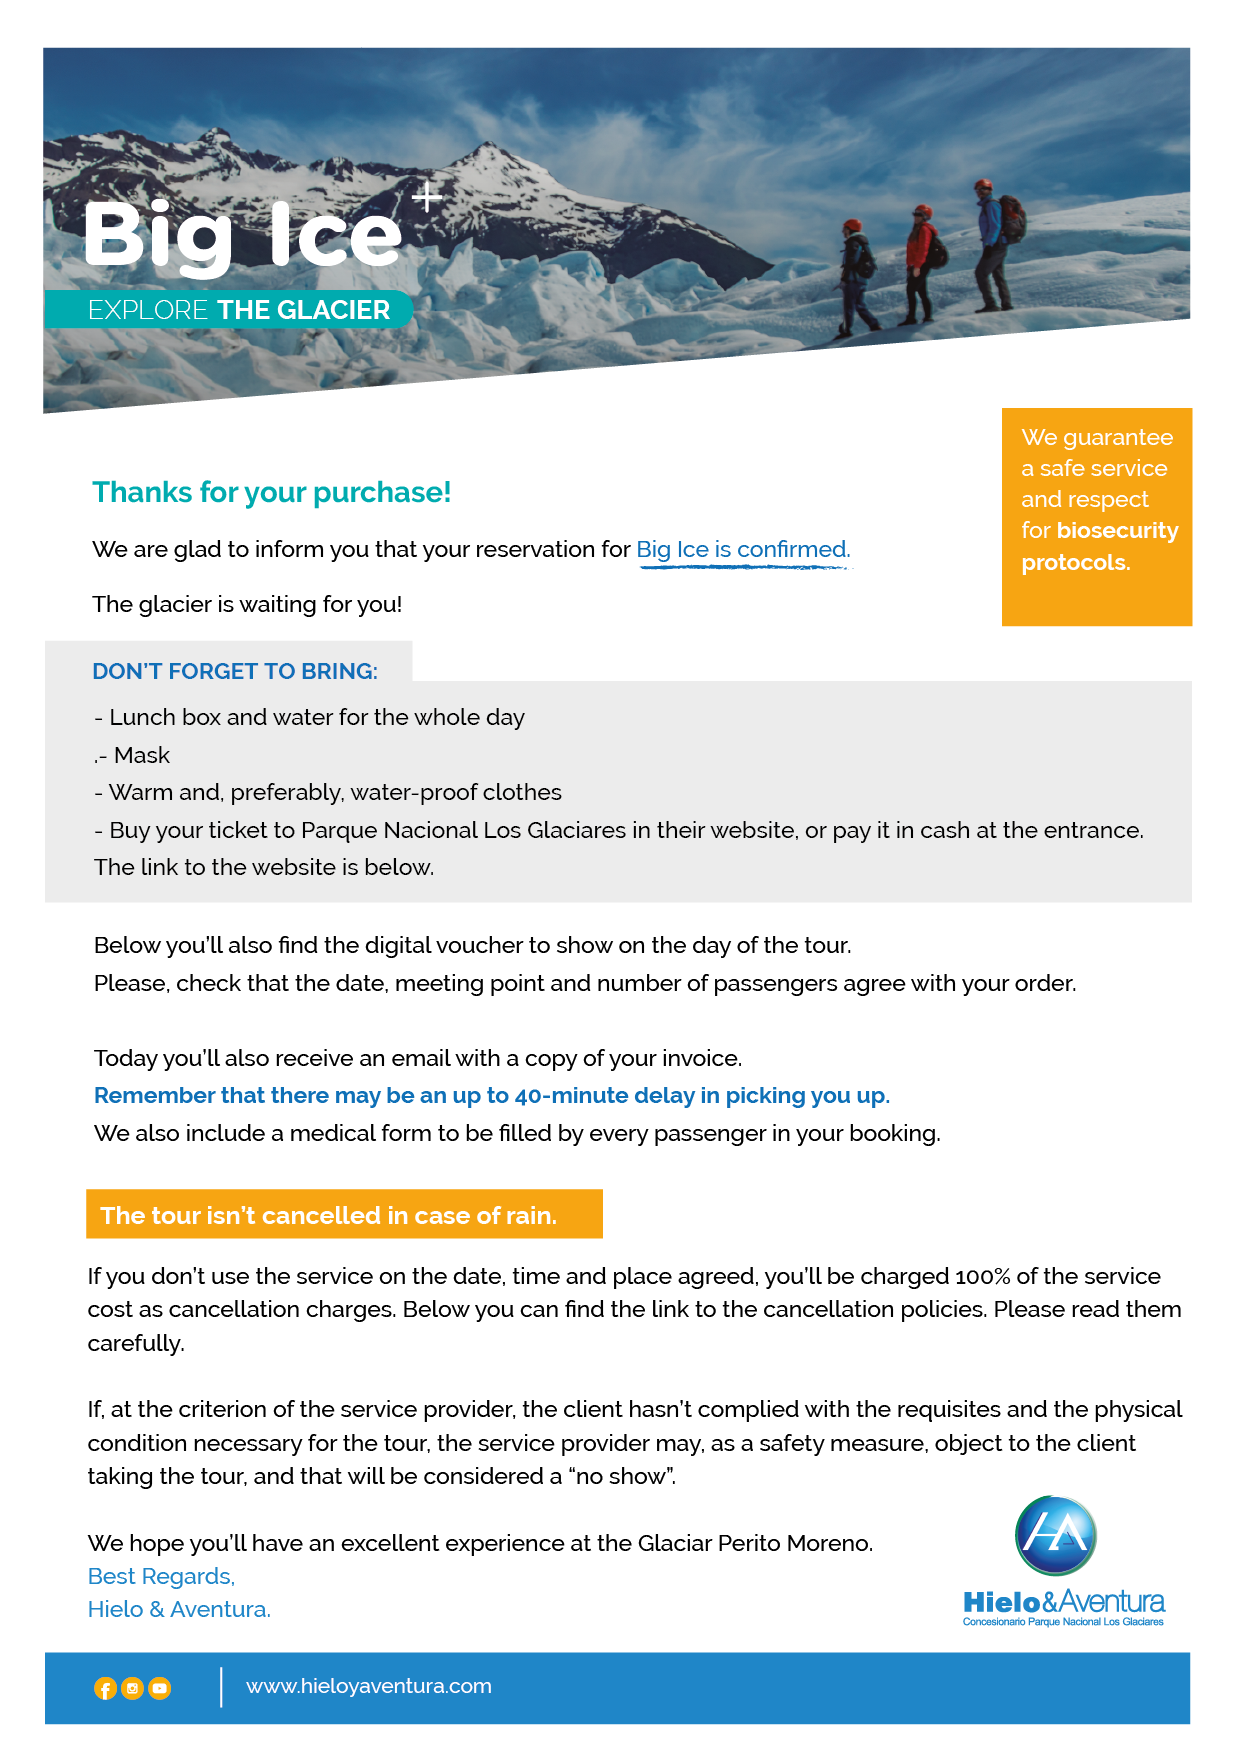 Big Ice+
EXPLORE THE GLACIER
We guarantee
a safe service
and respect
for biosecurity
protocols.
Thanks for your purchase!
We are glad to inform you that your reservation for Big Ice is confirmed.
The glacier is waiting for you!
DON'T FORGET TO BRING:
- Lunch box and water for the whole day
.- Mask
- Warm and, preferably, water-proof clothes
- Buy your ticket to Parque Nacional Los Glaciares in their website, or pay it in cash at the entrance.
The link to the website is below.
Below you'll also find the digital voucher to show on the day of the tour.
Please, check that the date, meeting point and number of passengers agree with your order.
Today you'll also receive an email with a copy of your invoice.
Remember that there may be an up to 40-minute delay in picking you up.
We also include a medical form to be filled by every passenger in your booking.
The tour isn't cancelled in case of rain.
If you don't use the service on the date, time and place agreed, you'll be charged 100% of the service
cost as cancellation charges. Below you can find the link to the cancellation policies. Please read them
carefully.
If, at the criterion of the service provider, the client hasn't complied with the requisites and the physical
condition necessary for the tour, the service provider may, as a safety measure, object to the client
taking the tour, and that will be considered a “no show”.
We hope you'll have an excellent experience at the Glaciar Perito Moreno.
Best Regards,
Hielo & Aventura.
HA
Hielo&Aventura
Concesionario Parque Nacional Los Glaciares
www.hieloyaventura.com